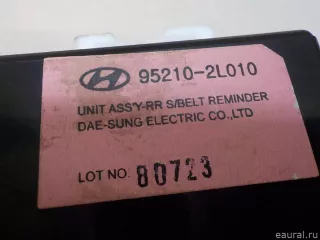 95210-2L010
UNIT ASS'Y-RR S/BELT REMINDER
DAE-SUNG ELECTRIC CO.,LTD
LOT NO. 80723
eaural.ru